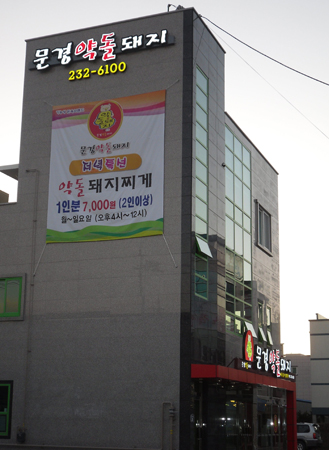 문경약돌돼지
232-6100
문경약돌돼지
저녁특선
약돌 돼지찌게
1인분 7,000원 (2인이상)
월~일요일 (오후4시~12시)
문경약돌돼지